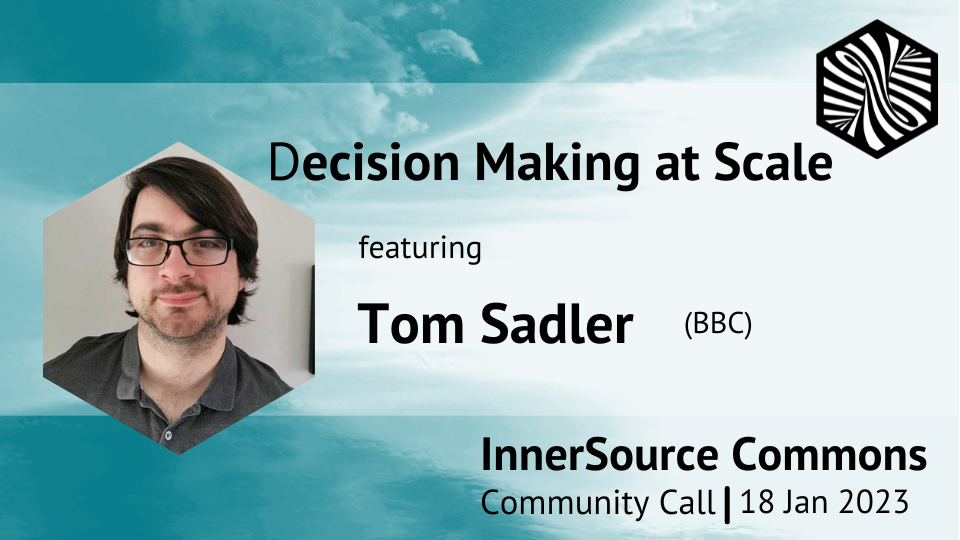 Decision Making at Scale
featuring
Tom Sadler (BBC)
InnerSource Commons
Community Call | 18 Jan 2023